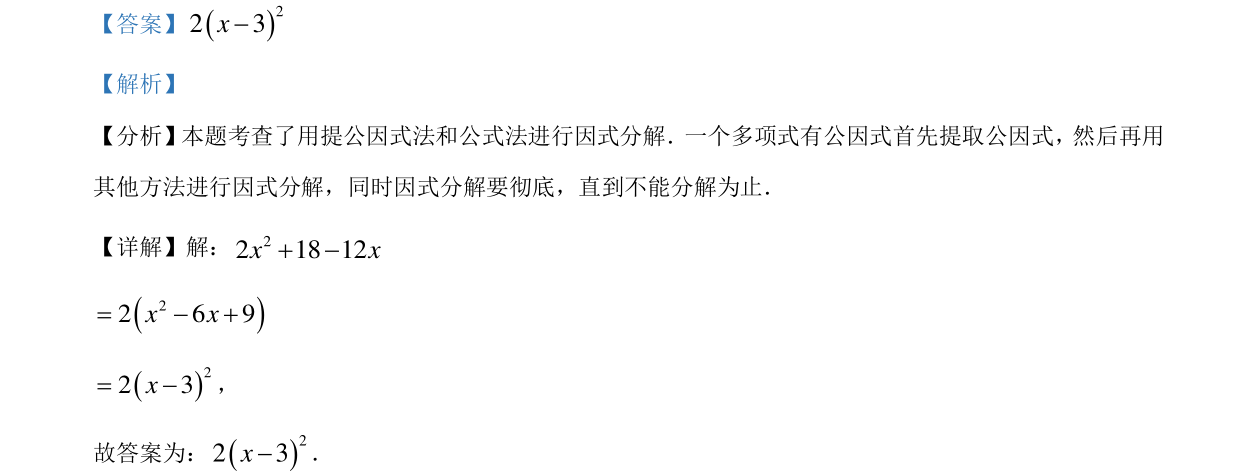 【答案】2(x−3)²
【解析】
【分析】本题考查了用提公因式法和公式法进行因式分解．一个多项式有公因式首先提取公因式，然后再用
其他方法进行因式分解，同时因式分解要彻底，直到不能分解为止．
【详解】解：2x²+18−12x
=2(x²−6x+9)
=2(x−3)²，
故答案为：2(x−3)²．